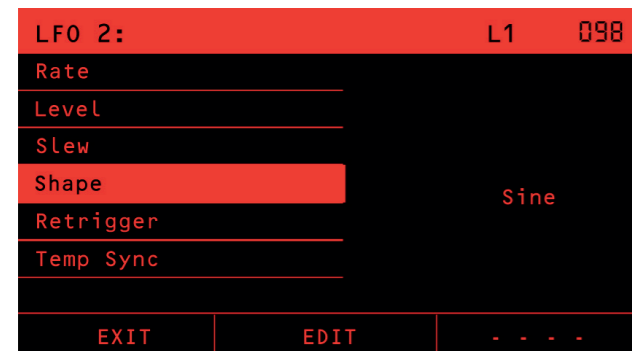 LFO 2: L1 098
Rate
Level
Slew
Shape
Sine
Retrigger
Temp Sync
EXIT EDIT - - - -